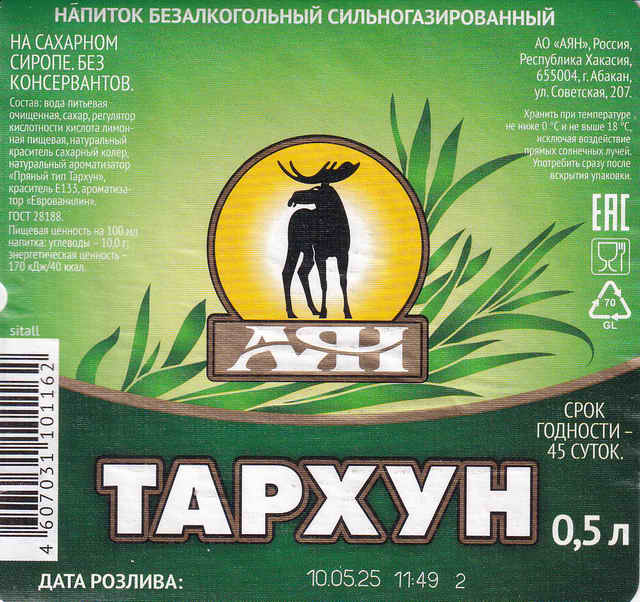 НАПИТОК БЕЗАЛКОГОЛЬНЫЙ СИЛЬНОГАЗИРОВАННЫЙ
НА САХАРНОМ
СИРОПЕ. БЕЗ
КОНСЕРВАНТОВ.
Состав: вода питьевая
очищенная, сахар, регулятор
кислотности кислота лимон-
ная пищевая, натуральный
краситель сахарный колер,
натуральный ароматизатор
«Пряный тип Тархун»,
краситель Е133, ароматиза-
тор «Еврованилин».
ГОСТ 28188.
Пищевая ценность на 100 мл
напитка: углеводы – 10,0 г;
энергетическая ценность –
170 кДж/40 ккал.
sitall
4 607031 101162
АО «АЯН», Россия,
Республика Хакасия,
655004, г. Абакан,
ул. Советская, 207.
Хранить при температуре
не ниже 0 °С и не выше 18 °С,
исключая воздействие
прямых солнечных лучей.
Употребить сразу после
вскрытия упаковки.
EAC
70
GL
АЯН
СРОК
ГОДНОСТИ –
45 СУТОК.
ТАРХУН
0,5 л
ДАТА РОЗЛИВА:
10.05.25 11:49 2